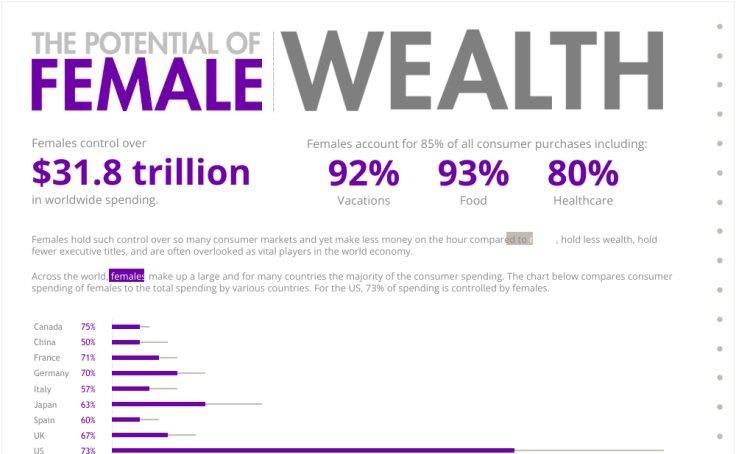 THE POTENTIAL OF
FEMALE
WEALTH
Females control over
$31.8 trillion
in worldwide spending.
Females account for 85% of all consumer purchases including:
92% 93% 80%
Vacations Food Healthcare
Females hold such control over so many consumer markets and yet make less money on the hour compared to , hold less wealth, hold
fewer executive titles, and are often overlooked as vital players in the world economy.
Across the world, females make up a large and for many countries the majority of the consumer spending. The chart below compares consumer
spending of females to the total spending by various countries. For the US, 73% of spending is controlled by females.
Canada 75%
China 50%
France 71%
Germany 70%
Italy 57%
Japan 63%
Spain 60%
UK 67%
US 73%